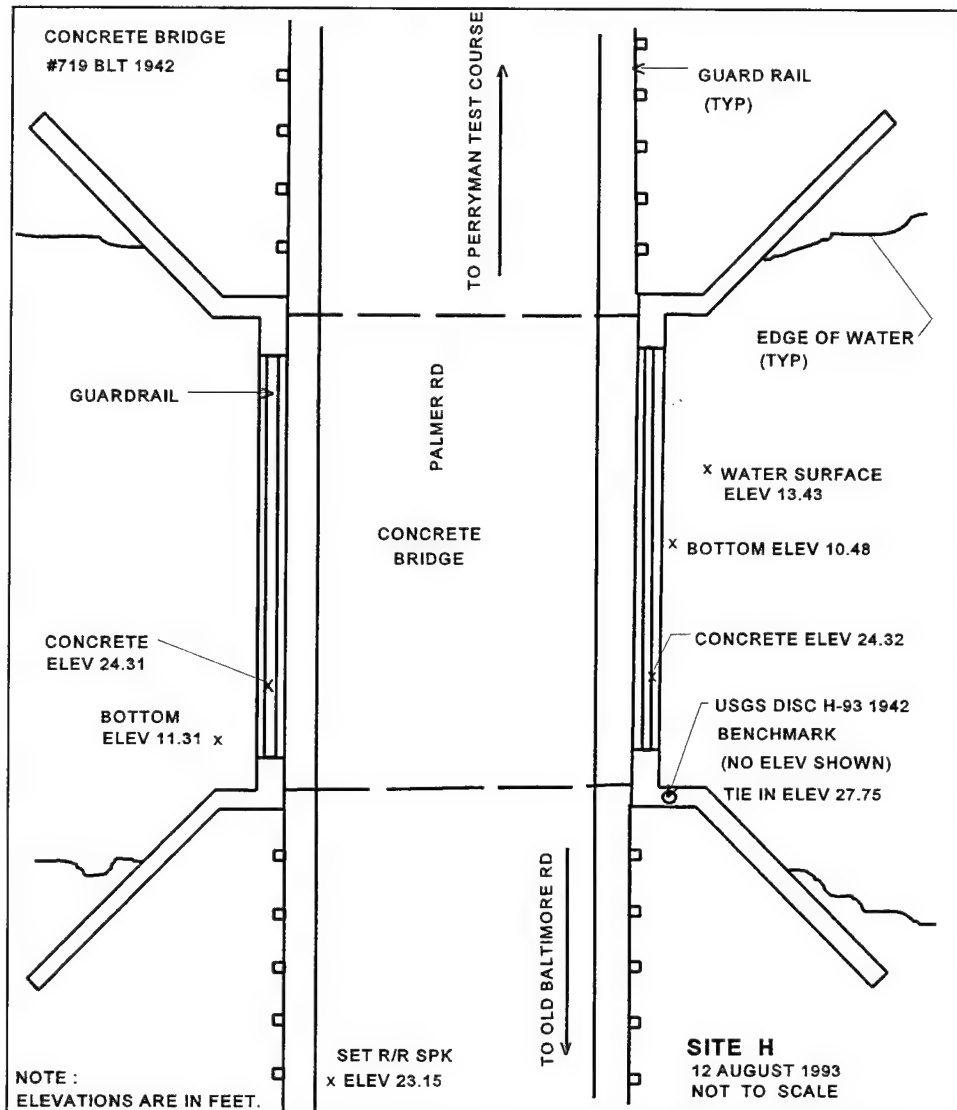 CONCRETE BRIDGE
#719 BLT 1942
TO PERRYMAN TEST COURSE
GUARD RAIL
(TYP)
EDGE OF WATER
(TYP)
GUARDRAIL
PALMER RD
x WATER SURFACE
ELEV 13.43
CONCRETE
BRIDGE
x BOTTOM ELEV 10.48
CONCRETE
ELEV 24.31
x
CONCRETE ELEV 24.32
x
BOTTOM
ELEV 11.31 x
USGS DISC H-93 1942
BENCHMARK
(NO ELEV SHOWN)
TIE IN ELEV 27.75
TO OLD BALTIMORE RD
SET R/R SPK
x ELEV 23.15
SITE H
12 AUGUST 1993
NOT TO SCALE
NOTE :
ELEVATIONS ARE IN FEET.